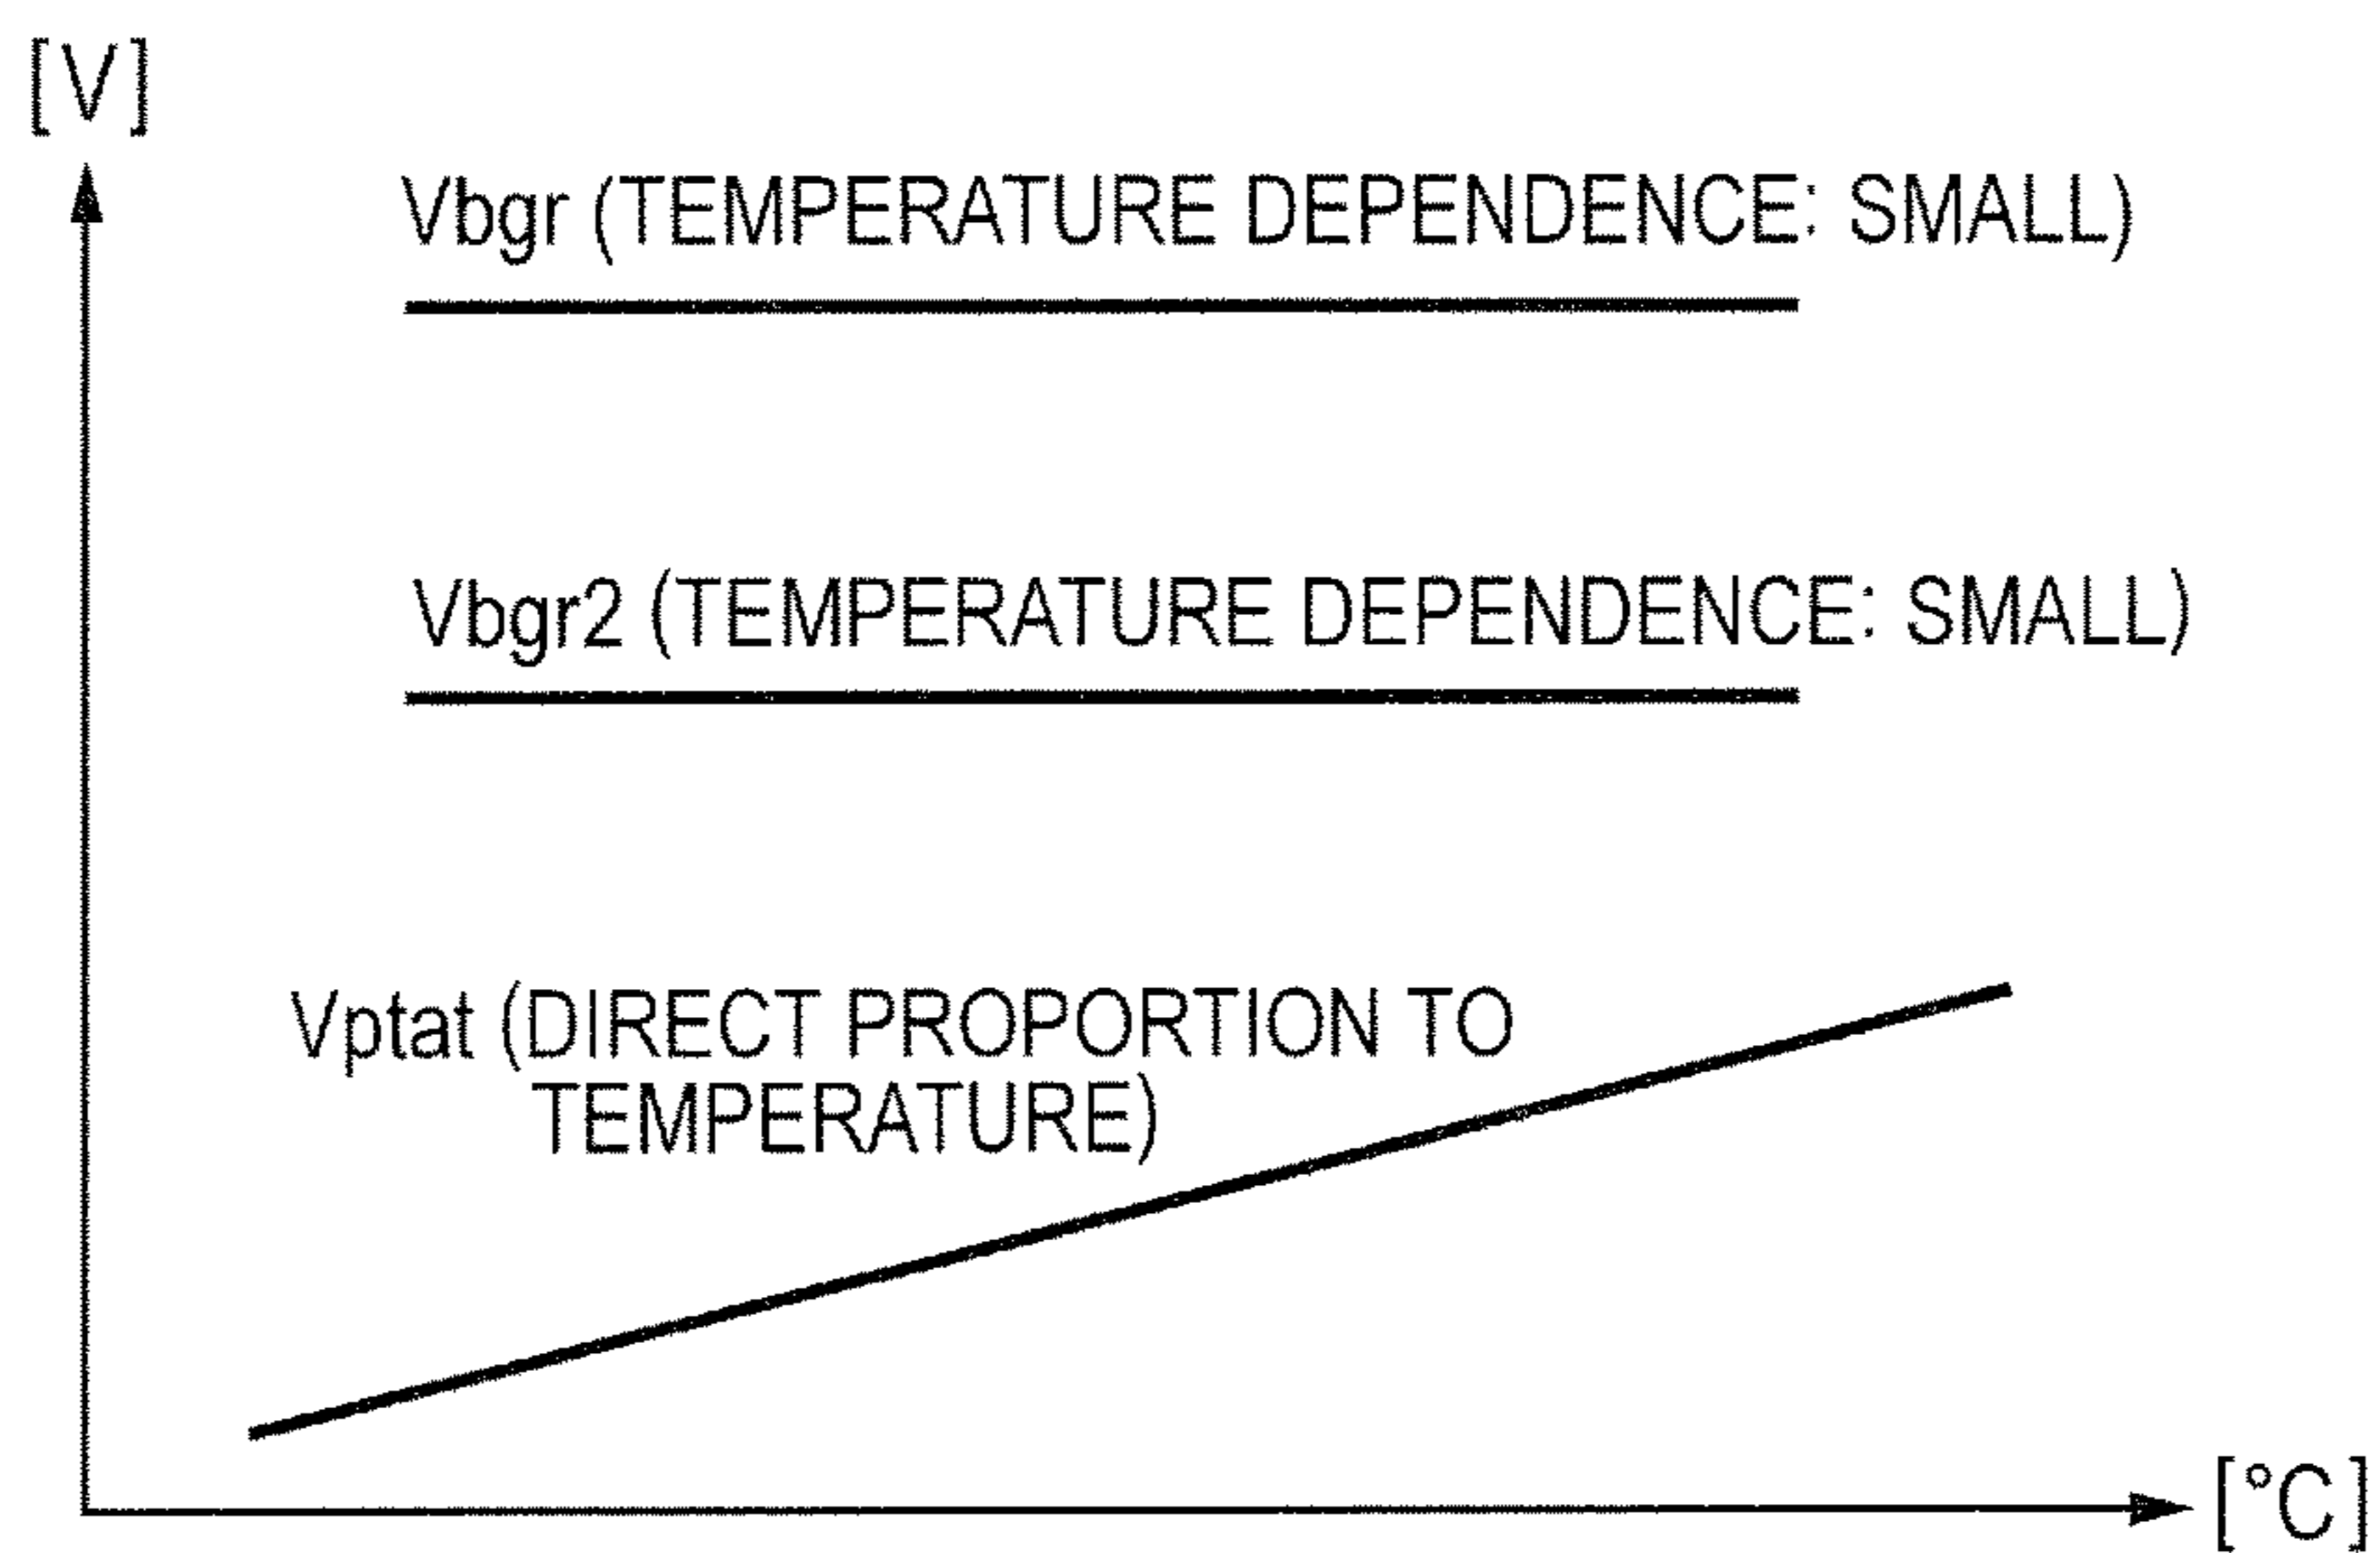 [V]
Vbgr (TEMPERATURE DEPENDENCE: SMALL)
Vbgr2 (TEMPERATURE DEPENDENCE: SMALL)
Vptat (DIRECT PROPORTION TO
TEMPERATURE)
[°C]